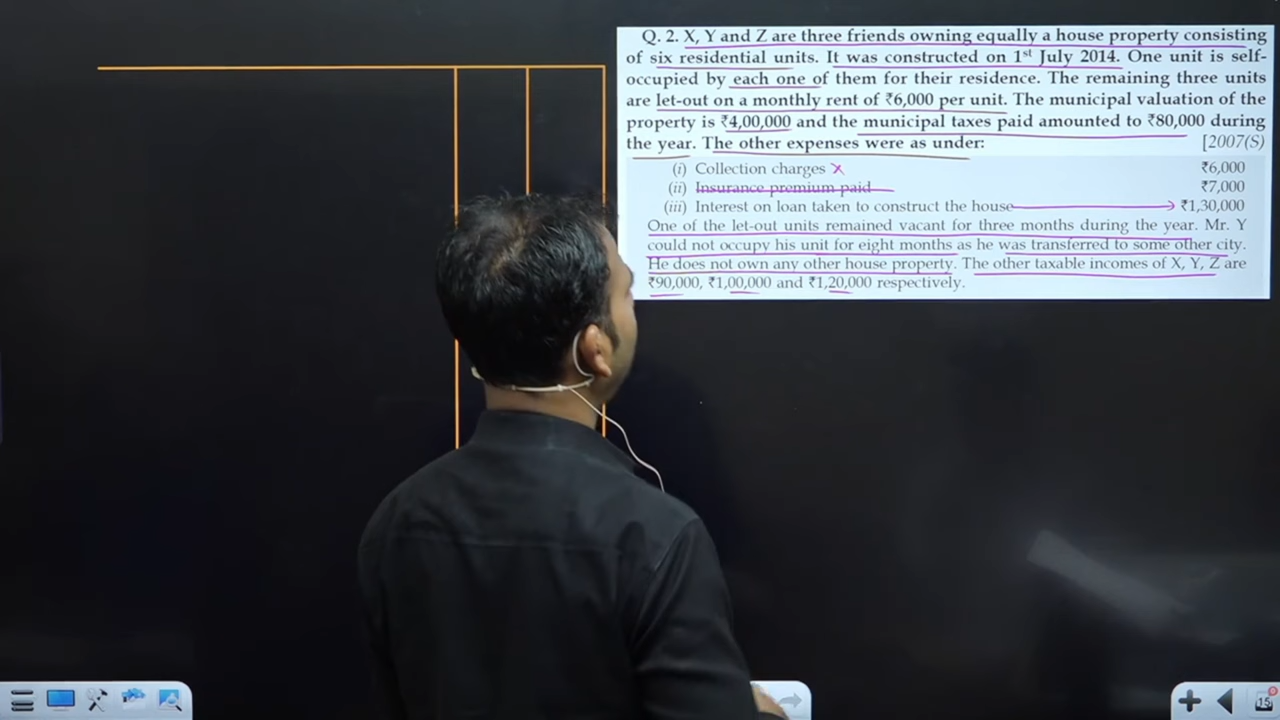 Q. 2. X, Y and Z are three friends owning equally a house property consisting
of six residential units. It was constructed on 1st July 2014. One unit is self-
occupied by each one of them for their residence. The remaining three units
are let-out on a monthly rent of ₹6,000 per unit. The municipal valuation of the
property is ₹4,00,000 and the municipal taxes paid amounted to ₹80,000 during
the year. The other expenses were as under: [2007(S)
(i) Collection charges ₹6,000
(ii) Insurance premium paid ₹7,000
(iii) Interest on loan taken to construct the house ₹1,30,000
One of the let-out units remained vacant for three months during the year. Mr. Y
could not occupy his unit for eight months as he was transferred to some other city.
He does not own any other house property. The other taxable incomes of X, Y, Z are
₹90,000, ₹1,00,000 and ₹1,20,000 respectively.
15